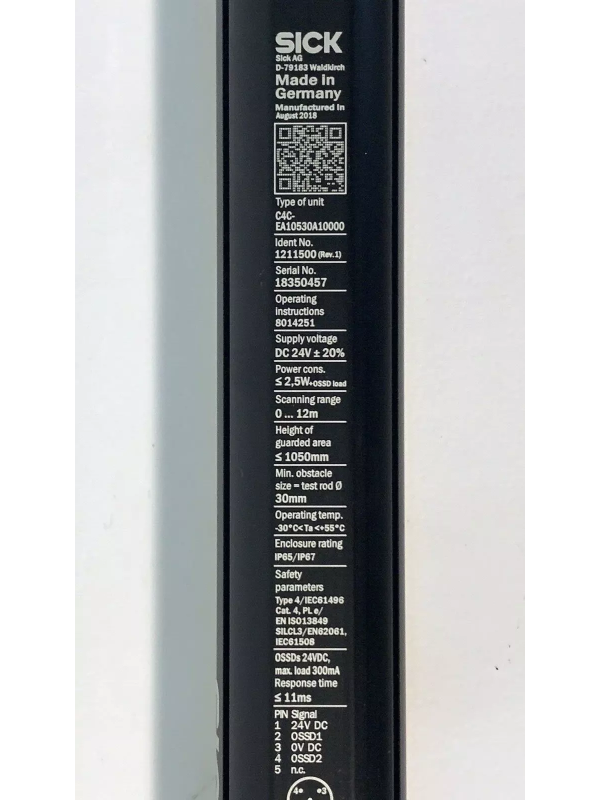 SICK
Sick AG
D-79183 Waldkirch
Made in
Germany
Manufactured in
August 2018
Type of unit
C4C-
EA10530A10000
Ident No.
1211500 (Rev.1)
Serial No.
18350457
Operating
instructions
8014251
Supply voltage
DC 24V ± 20%
Power cons.
≤ 2,5W+OSSD load
Scanning range
0 ... 12m
Height of
guarded area
≤ 1050mm
Min. obstacle
size = test rod Ø
30mm
Operating temp.
-30°C< Ta <+55°C
Enclosure rating
IP65/IP67
Safety
parameters
Type 4/IEC61496
Cat. 4, PL e/
EN ISO13849
SILCL3/EN62061,
IEC61508
OSSDs 24VDC,
max. load 300mA
Response time
≤ 11ms
PIN Signal
1 24V DC
2 OSSD1
3 0V DC
4 OSSD2
5 n.c.
4 3